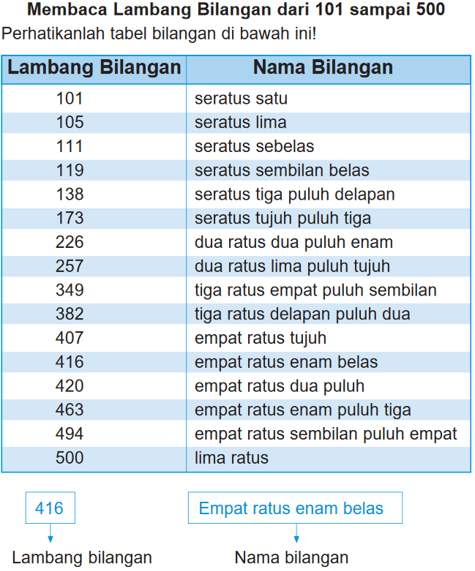 Membaca Lambang Bilangan dari 101 sampai 500
Perhatikanlah tabel bilangan di bawah ini!
Lambang Bilangan Nama Bilangan
101 seratus satu
105 seratus lima
111 seratus sebelas
119 seratus sembilan belas
138 seratus tiga puluh delapan
173 seratus tujuh puluh tiga
226 dua ratus dua puluh enam
257 dua ratus lima puluh tujuh
349 tiga ratus empat puluh sembilan
382 tiga ratus delapan puluh dua
407 empat ratus tujuh
416 empat ratus enam belas
420 empat ratus dua puluh
463 empat ratus enam puluh tiga
494 empat ratus sembilan puluh empat
500 lima ratus
416 Empat ratus enam belas
Lambang bilangan Nama bilangan